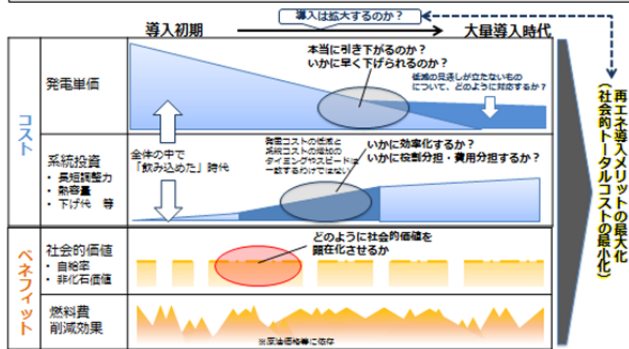 導入は拡大するのか？
導入初期
大量導入時代
コスト
発電単価
本当に引き下がるのか？
いかに早く下げられるのか？
低減の見通しが立たないもの
について、どのように対応するか？
系統投資
• 長短調整力
• 熱容量
• 下げ代 等
全体の中で
「飲み込めた」時代
発電コストの低減と
系統コストの増加の
タイミングやスピードは
一致するわけではない
いかに効率化するか？
いかに役割分担・費用分担するか？
ベネフィット
社会的価値
• 自給率
• 非化石価値
どのように社会的価値を
顕在化させるか
燃料費
削減効果
※原油価格等に依存
再エネ導入メリットの最大化
（社会的トータルコストの最小化）